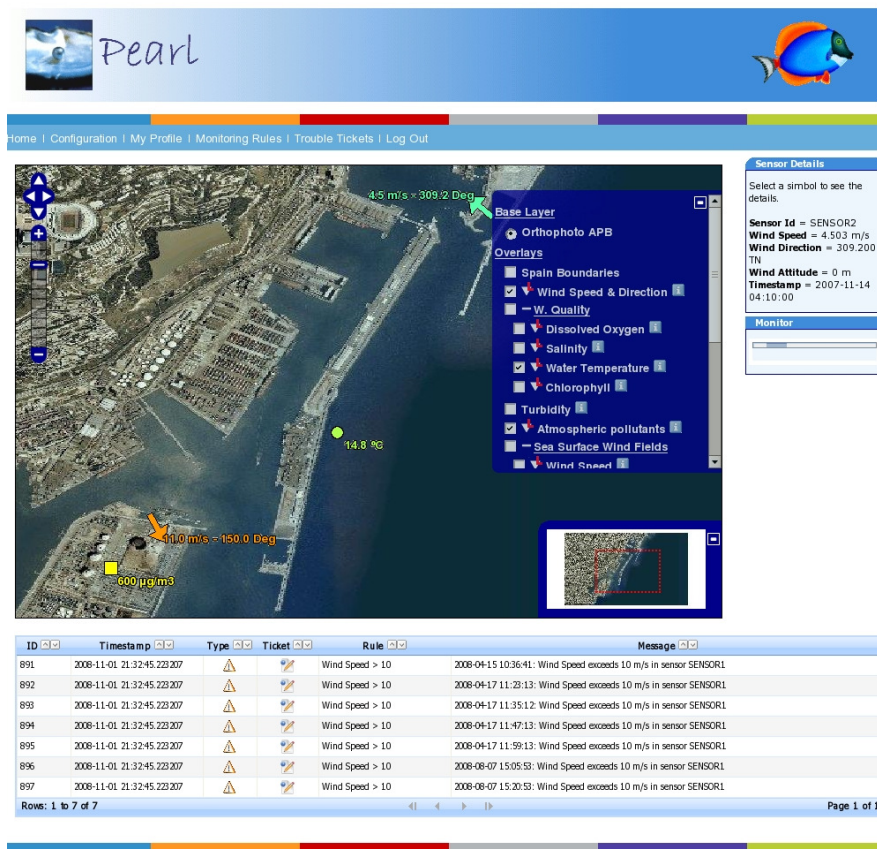 Pearl
Home | Configuration | My Profile | Monitoring Rules | Trouble Tickets | Log Out
4.5 m/s - 309.2 Deg
14.8 ºC
11.0 m/s - 150.0 Deg
600 µg/m3
Base Layer
Orthophoto APB
Overlays
Spain Boundaries
Wind Speed & Direction i
W. Quality
Dissolved Oxygen i
Salinity i
Water Temperature i
Chlorophyll i
Turbidity i
Atmospheric pollutants i
Sea Surface Wind Fields
Wind Speed i
Sensor Details
Select a simbol to see the
details.
Sensor Id = SENSOR2
Wind Speed = 4.503 m/s
Wind Direction = 309.200
TN
Wind Attitude = 0 m
Timestamp = 2007-11-14
04:10:00
Monitor
ID Timestamp Type Ticket Rule Message
891 2008-11-01 21:32:45.223207 Wind Speed > 10 2008-04-15 10:36:41: Wind Speed exceeds 10 m/s in sensor SENSOR1
892 2008-11-01 21:32:45.223207 Wind Speed > 10 2008-04-17 11:23:13: Wind Speed exceeds 10 m/s in sensor SENSOR1
893 2008-11-01 21:32:45.223207 Wind Speed > 10 2008-04-17 11:35:12: Wind Speed exceeds 10 m/s in sensor SENSOR1
894 2008-11-01 21:32:45.223207 Wind Speed > 10 2008-04-17 11:47:13: Wind Speed exceeds 10 m/s in sensor SENSOR1
895 2008-11-01 21:32:45.223207 Wind Speed > 10 2008-04-17 11:59:13: Wind Speed exceeds 10 m/s in sensor SENSOR1
896 2008-11-01 21:32:45.223207 Wind Speed > 10 2008-08-07 15:05:53: Wind Speed exceeds 10 m/s in sensor SENSOR1
897 2008-11-01 21:32:45.223207 Wind Speed > 10 2008-08-07 15:20:53: Wind Speed exceeds 10 m/s in sensor SENSOR1
Rows: 1 to 7 of 7 Page 1 of 1